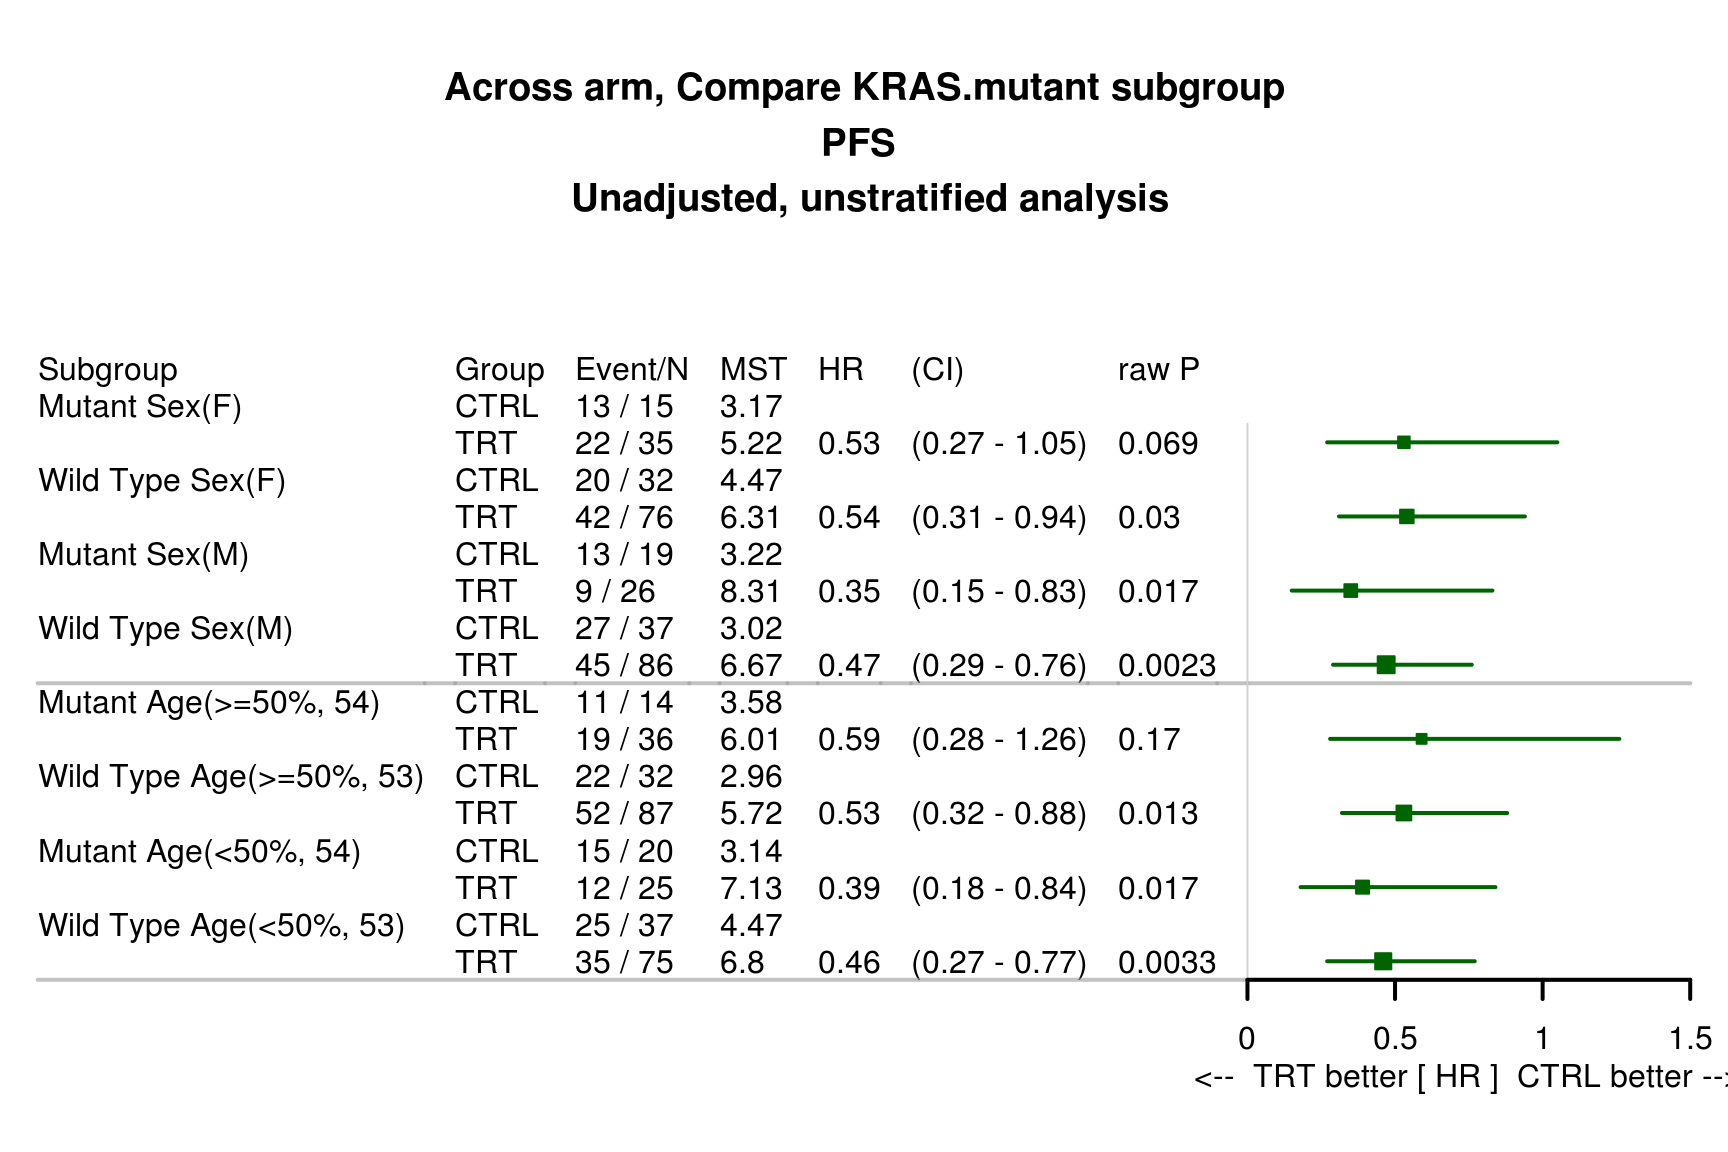 Across arm, Compare KRAS.mutant subgroup
PFS
Unadjusted, unstratified analysis
Subgroup Group Event/N MST HR (CI) raw P
Mutant Sex(F) CTRL 13 / 15 3.17
TRT 22 / 35 5.22 0.53 (0.27 - 1.05) 0.069
Wild Type Sex(F) CTRL 20 / 32 4.47
TRT 42 / 76 6.31 0.54 (0.31 - 0.94) 0.03
Mutant Sex(M) CTRL 13 / 19 3.22
TRT 9 / 26 8.31 0.35 (0.15 - 0.83) 0.017
Wild Type Sex(M) CTRL 27 / 37 3.02
TRT 45 / 86 6.67 0.47 (0.29 - 0.76) 0.0023
Mutant Age(>=50%, 54) CTRL 11 / 14 3.58
TRT 19 / 36 6.01 0.59 (0.28 - 1.26) 0.17
Wild Type Age(>=50%, 53) CTRL 22 / 32 2.96
TRT 52 / 87 5.72 0.53 (0.32 - 0.88) 0.013
Mutant Age(<50%, 54) CTRL 15 / 20 3.14
TRT 12 / 25 7.13 0.39 (0.18 - 0.84) 0.017
Wild Type Age(<50%, 53) CTRL 25 / 37 4.47
TRT 35 / 75 6.8 0.46 (0.27 - 0.77) 0.0033
0 0.5 1 1.5
<-- TRT better [ HR ] CTRL better -->